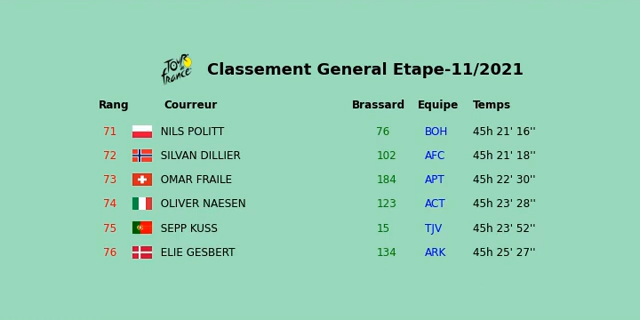 Tour de France
Classement General Etape-11/2021
Rang Courreur Brassard Equipe Temps
71 NILS POLITT 76 BOH 45h 21' 16''
72 SILVAN DILLIER 102 AFC 45h 21' 18''
73 OMAR FRAILE 184 APT 45h 22' 30''
74 OLIVER NAESEN 123 ACT 45h 23' 28''
75 SEPP KUSS 15 TJV 45h 23' 52''
76 ELIE GESBERT 134 ARK 45h 25' 27''